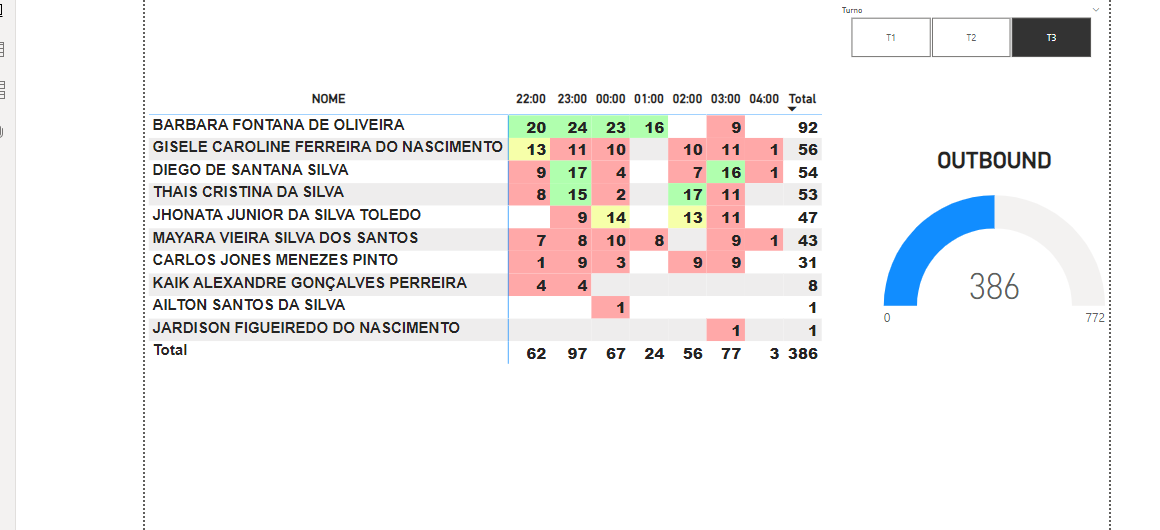 Turno
T1 T2 T3
NOME 22:00 23:00 00:00 01:00 02:00 03:00 04:00 Total
BARBARA FONTANA DE OLIVEIRA 20 24 23 16 9 92
GISELE CAROLINE FERREIRA DO NASCIMENTO 13 11 10 10 11 1 56
DIEGO DE SANTANA SILVA 9 17 4 7 16 1 54
THAIS CRISTINA DA SILVA 8 15 2 17 11 53
JHONATA JUNIOR DA SILVA TOLEDO 9 14 13 11 47
MAYARA VIEIRA SILVA DOS SANTOS 7 8 10 8 9 1 43
CARLOS JONES MENEZES PINTO 1 9 3 9 9 31
KAIK ALEXANDRE GONÇALVES PERREIRA 4 4 8
AILTON SANTOS DA SILVA 1 1
JARDISON FIGUEIREDO DO NASCIMENTO 1 1
Total 62 97 67 24 56 77 3 386
OUTBOUND
386
0 772